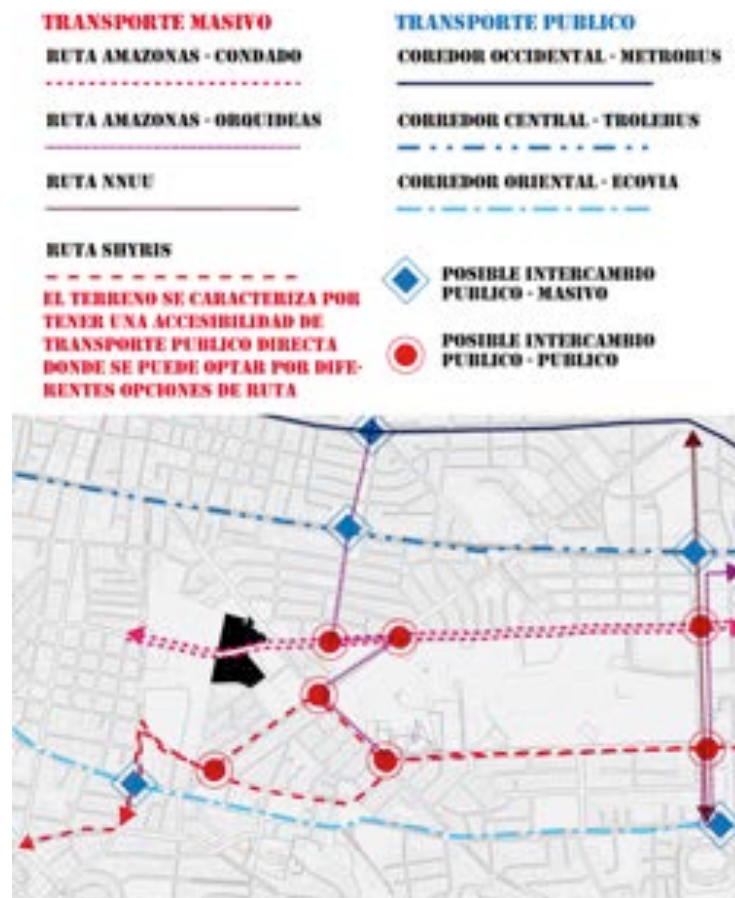 TRANSPORTE MASIVO
RUTA AMAZONAS - CONDADO
RUTA AMAZONAS - ORQUIDEAS
RUTA NNUU
RUTA SHYRIS
EL TERRENO SE CARACTERIZA POR
TENER UNA ACCESIBILIDAD DE
TRANSPORTE PUBLICO DIRECTA
DONDE SE PUEDE OPTAR POR DIFE-
RENTES OPCIONES DE RUTA
TRANSPORTE PUBLICO
COREDOR OCCIDENTAL - METROBUS
CORREDOR CENTRAL - TROLEBUS
CORREDOR ORIENTAL - ECOVIA
POSIBLE INTERCAMBIO
PUBLICO - MASIVO
POSIBLE INTERCAMBIO
PUBLICO - PUBLICO